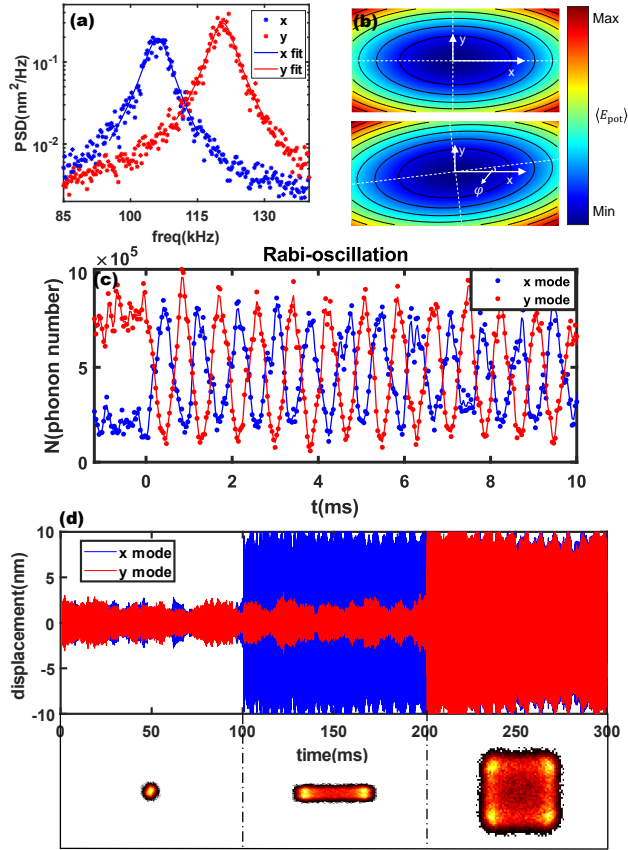 (a)
x
y
x fit
y fit
PSD(nm²/Hz)
10⁻¹
10⁻²
85 100 115 130
freq(kHz)
(b)
y
x
y
x
φ
Max
⟨E_pot⟩
Min
Rabi-oscillation
(c)
×10⁵
x mode
y mode
N(phonon number)
10
5
0
0 2 4 6 8 10
t(ms)
(d)
x mode
y mode
displacement(nm)
10
5
0
-5
-10
0 50 100 150 200 250 300
time(ms)